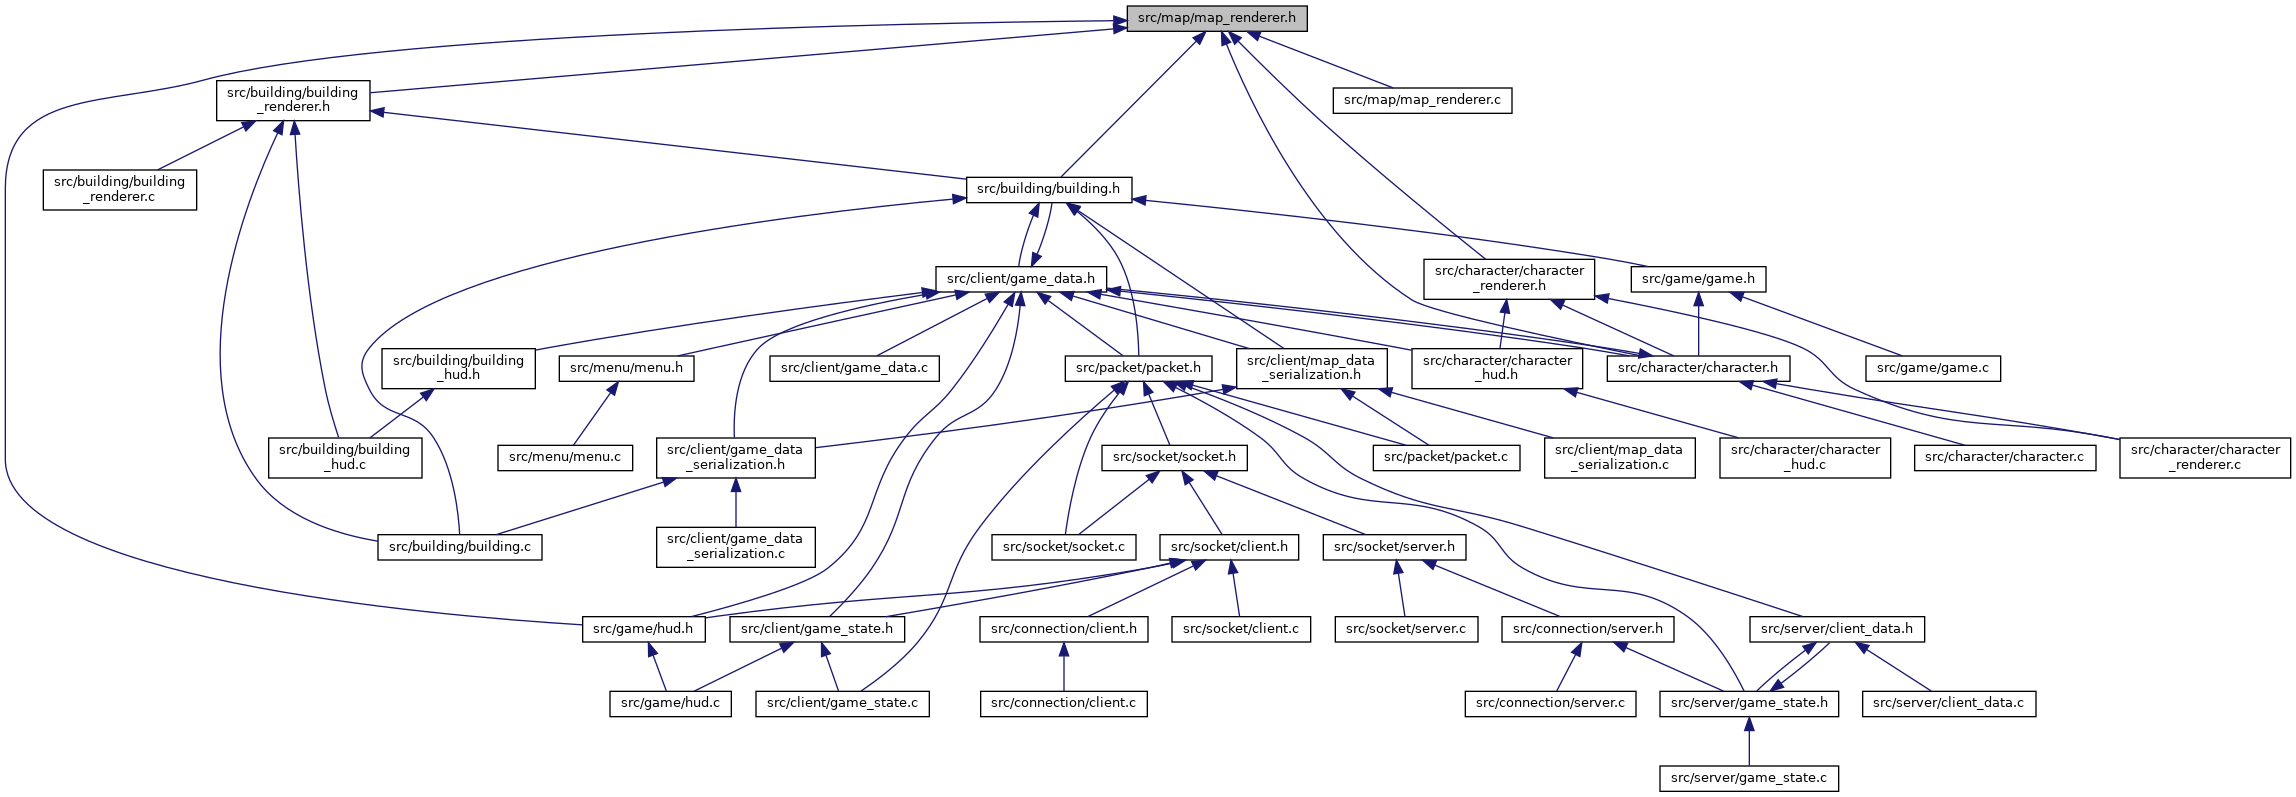 src/map/map_renderer.h
src/building/building
_renderer.h
src/map/map_renderer.c
src/building/building
_renderer.c
src/building/building.h
src/client/game_data.h
src/character/character
_renderer.h
src/game/game.h
src/building/building
_hud.h
src/menu/menu.h
src/client/game_data.c
src/packet/packet.h
src/client/map_data
_serialization.h
src/character/character
_hud.h
src/character/character.h
src/game/game.c
src/building/building
_hud.c
src/menu/menu.c
src/client/game_data
_serialization.h
src/socket/socket.h
src/packet/packet.c
src/client/map_data
_serialization.c
src/character/character
_hud.c
src/character/character.c
src/character/character
_renderer.c
src/building/building.c
src/client/game_data
_serialization.c
src/socket/socket.c
src/socket/client.h
src/socket/server.h
src/game/hud.h
src/client/game_state.h
src/connection/client.h
src/socket/client.c
src/socket/server.c
src/connection/server.h
src/server/client_data.h
src/game/hud.c
src/client/game_state.c
src/connection/client.c
src/connection/server.c
src/server/game_state.h
src/server/client_data.c
src/server/game_state.c